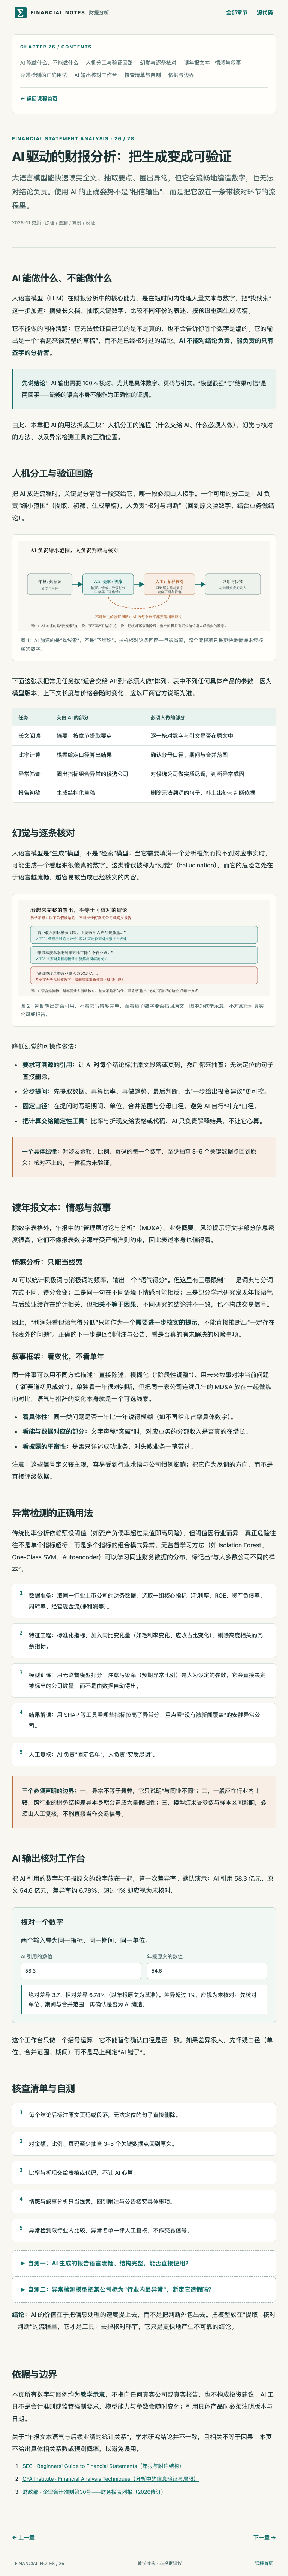 FINANCIAL NOTES 财报分析
全部章节 源代码
CHAPTER 26 / CONTENTS
AI 能做什么、不能做什么 人机分工与验证回路 幻觉与逐条核对 读年报文本：情感与叙事
异常检测的正确用法 AI 输出核对工作台 核查清单与自测 依据与边界
← 返回课程首页
FINANCIAL STATEMENT ANALYSIS · 26 / 28
AI 驱动的财报分析：把生成变成可验证
大语言模型能快速读完全文、抽取要点、圈出异常，但它会流畅地编造数字，也无法
对结论负责。使用 AI 的正确姿势不是“相信输出”，而是把它放在一条带核对环节的流
程里。
2026-11 更新 · 原理 / 图解 / 算例 / 反证
AI 能做什么、不能做什么
大语言模型（LLM）在财报分析中的核心能力，是在短时间内处理大量文本与数字，把“找线索”
这一步加速：摘要长文档、抽取关键数字、比较不同年份的表述、按预设框架生成初稿。
它不能做的同样清楚：它无法验证自己说的是不是真的，也不会告诉你哪个数字是编的。它的输
出是一个“看起来很完整的草稿”，而不是已经核对过的结论。AI 不能对结论负责，能负责的只有
签字的分析者。
先说结论：AI 输出需要 100% 核对，尤其是具体数字、页码与引文。“模型很强”与“结果可信”是
两回事——流畅的语言本身不能作为正确性的证据。
由此，本章把 AI 的用法拆成三块：人机分工的流程（什么交给 AI、什么必须人做）、幻觉与核对
的方法、以及异常检测工具的正确位置。
人机分工与验证回路
把 AI 放进流程时，关键是分清哪一段交给它、哪一段必须由人接手。一个可用的分工是：AI 负
责“缩小范围”（提取、初筛、生成草稿），人负责“核对与判断”（回到原文验数字、结合业务做结
论）。
AI 负责缩小范围，人负责判断与核对
图 1：AI 加速的是“找线索”，不是“下结论”。抽样核对这条回路一旦被省略，整个流程就只是更快地传递未经核
实的数字。
下面这张表把常见任务按“适合交给 AI”到“必须人做”排列：表中不列任何具体产品的参数，因为
模型版本、上下文长度与价格会随时变化，应以厂商官方说明为准。
任务 交由 AI 的部分 必须人做的部分
长文阅读 摘要、按章节提取要点 逐一核对数字与引文是否在原文中
比率计算 根据给定口径算出结果 确认分母口径、期间与合并范围
异常筛查 圈出指标组合异常的候选公司 对候选公司做实质尽调，判断异常成因
报告初稿 生成结构化草稿 删除无法溯源的句子，补上出处与判断依据
幻觉与逐条核对
大语言模型是“生成”模型，不是“检索”模型：当它需要填满一个分析框架而找不到对应事实时，
可能生成一个看起来很像真的数字。这类错误被称为“幻觉”（hallucination），而它的危险之处在
于语言越流畅，越容易被当成已经核实的内容。
看起来完整的输出，不等于可核对的结论
图 2：判断输出是否可用，不看它写得多完整，而看每个数字能否指回原文。图中为教学示意，不对应任何真实公
司或报告。
降低幻觉的可操作做法：
• 要求可溯源的引用：让 AI 对每个结论标注原文段落或页码，然后你来抽查；无法定位的句子
直接删除。
• 分步提问：先提取数据、再算比率、再做趋势、最后判断，比“一步给出投资建议”更可控。
• 固定口径：在提问时写明期间、单位、合并范围与分母口径，避免 AI 自行“补充”口径。
• 把计算交给确定性工具：比率与折现交给表格或代码，AI 只负责解释结果，不让它心算。
一个具体纪律：对涉及金额、比例、页码的每一个数字，至少抽查 3–5 个关键数据点回到原
文；核对不上的，一律视为未验证。
读年报文本：情感与叙事
除数字表格外，年报中的“管理层讨论与分析”（MD&A）、业务概要、风险提示等文字部分信息密
度很高。它们不像报表数字那样受严格准则约束，因此表述本身也值得看。
情感分析：只能当线索
AI 可以统计积极词与消极词的频率，输出一个“语气得分”。但这里有三层限制：一是词典与分词
方式不同，得分会变；二是同一句在不同语境下情感可能相反；三是部分学术研究发现年报语气
与后续业绩存在统计相关，但相关不等于因果，不同研究的结论并不一致，也不构成交易信号。
因此，“利润好看但语气得分低”只能作为一个需要进一步核实的提示，不能直接推断出“一定存在
报表外的问题”。正确的下一步是回到附注与公告，看是否真的有未解决的风险事项。
叙事框架：看变化，不看单年
同一件事可以用不同方式描述：直接陈述、模糊化（“阶段性调整”）、用未来故事对冲当前问题
（“新赛道初见成效”）。单独看一年很难判断，但把同一家公司连续几年的 MD&A 放在一起做纵
向对比，语气与措辞的变化本身就是一个可选线索。
• 看具体性：同一类问题是否一年比一年说得模糊（如不再给市占率具体数字）。
• 看能与数据对应的部分：文字声称“突破”时，对应业务的分部收入是否真的在增长。
• 看披露的平衡性：是否只详述成功业务，对失败业务一笔带过。
注意：这些信号定义较主观，容易受到行业术语与公司惯例影响；把它作为尽调的方向，而不是
直接评级依据。
异常检测的正确用法
传统比率分析依赖预设阈值（如资产负债率超过某值即高风险），但阈值因行业而异，真正危险往
往不是单个指标超标，而是多个指标的组合模式异常。无监督学习方法（如 Isolation Forest、
One-Class SVM、Autoencoder）可以学习同业财务数据的分布，标记出“与大多数公司不同的样
本”。
1 数据准备：取同一行业上市公司的财务数据，选取一组核心指标（毛利率、ROE、资产负债率、
周转率、经营现金流/净利润等）。
2 特征工程：标准化指标，加入同比变化量（如毛利率变化、应收占比变化），删除高度相关的冗
余指标。
3 模型训练：用无监督模型打分；注意污染率（预期异常比例）是人为设定的参数，它会直接决定
被标出的公司数量，而不是由数据自动得出。
4 结果解读：用 SHAP 等工具看哪些指标拉高了异常分；重点看“没有被新闻覆盖”的安静异常公
司。
5 人工复核：AI 负责“圈定名单”，人负责“实质尽调”。
三个必须声明的边界：一、异常不等于舞弊，它只说明“与同业不同”；二、一般应在行业内比
较，跨行业的财务结构差异本身就会造成大量假阳性；三、模型结果受参数与样本区间影响，必
须由人工复核，不能直接当作交易信号。
AI 输出核对工作台
把 AI 引用的数字与年报原文的数字放在一起，算一次差异率。默认演示：AI 引用 58.3 亿元、原
文 54.6 亿元，差异率约 6.78%，超过 1% 即应视为未核对。
核对一个数字
两个输入需为同一指标、同一期间、同一单位。
AI 引用的数值 年报原文的数值
58.3 54.6
绝对差异 3.7；相对差异 6.78%（以年报原文为基准）。差异超过 1%，应视为未核对：先核对
单位、期间与合并范围，再确认是否为 AI 编造。
这个工作台只做一个括号运算，它不能替你确认口径是否一致。如果差异很大，先怀疑口径（单
位、合并范围、期间）而不是马上判定“AI 错了”。
核查清单与自测
1 每个结论后标注原文页码或段落，无法定位的句子直接删除。
2 对金额、比例、页码至少抽查 3–5 个关键数据点回到原文。
3 比率与折现交给表格或代码，不让 AI 心算。
4 情感与叙事分析只当线索，回到附注与公告核实具体事项。
5 异常检测限行业内比较，异常名单一律人工复核，不作交易信号。
▸ 自测一：AI 生成的报告语言流畅、结构完整，能否直接使用？
▸ 自测二：异常检测模型把某公司标为“行业内最异常”，断定它造假吗？
结论：AI 的价值在于把信息处理的速度提上去，而不是把判断外包出去。把模型放在“提取—核对
—判断”的流程里，它才是工具；去掉核对环节，它只是更快地产生不可靠的结论。
依据与边界
本页所有数字与图例均为教学示意，不指向任何真实公司或真实报告，也不构成投资建议。AI 工
具不是会计准则或监管强制要求，模型能力与参数会随时变化；引用具体产品时必须注明版本与
日期。
关于“年报文本语气与后续业绩的统计关系”，学术研究结论并不一致，且相关不等于因果；本页
不给出具体相关系数或预测概率，以避免误用。
1. SEC · Beginners' Guide to Financial Statements（年报与附注结构）
2. CFA Institute · Financial Analysis Techniques（分析中的信息验证与局限）
3. 财政部 · 企业会计准则第30号——财务报表列报（2026修订）
← 上一章 下一章 →
FINANCIAL NOTES / 26 教学虚构 · 非投资建议 课程首页